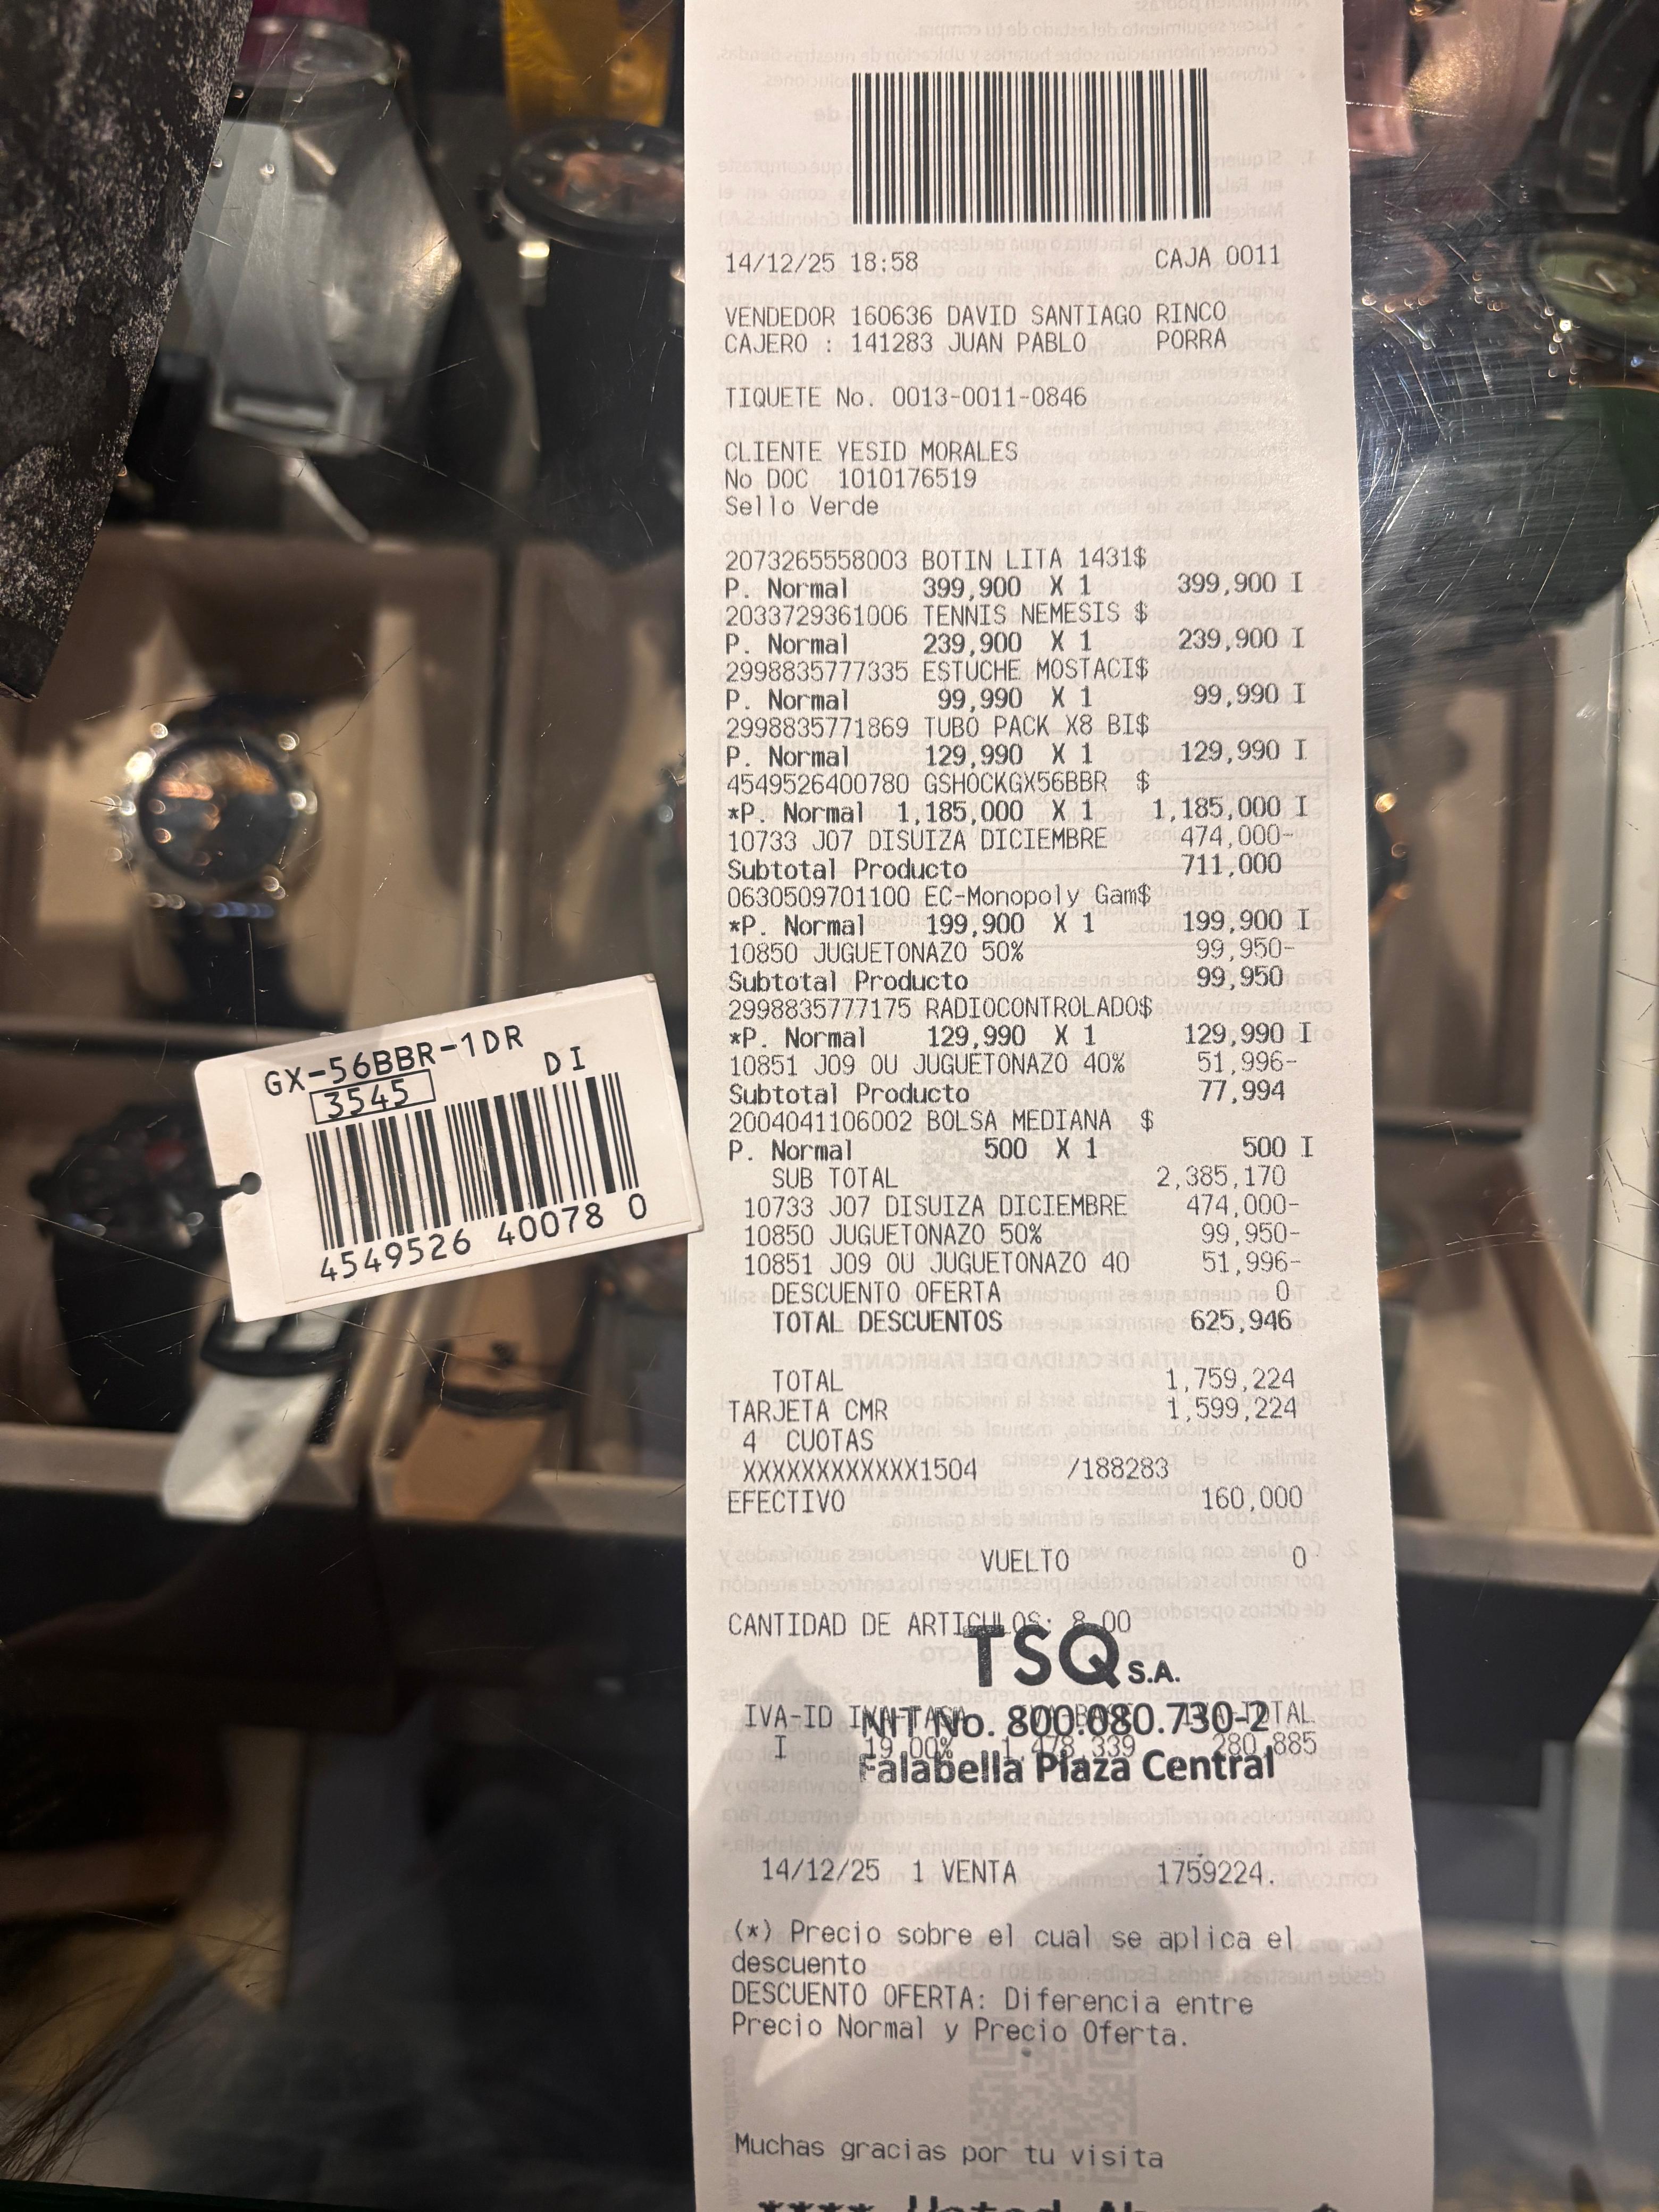 14/12/25 18:58 CAJA 0011
VENDEDOR 160636 DAVID SANTIAGO RINCO
CAJERO : 141283 JUAN PABLO PORRA
TIQUETE No. 0013-0011-0846
CLIENTE YESID MORALES
No DOC 1010176519
Sello Verde
2073265558003 BOTIN LITA 1431$
P. Normal 399,900 X 1 399,900 I
2033729361006 TENNIS NEMESIS $
P. Normal 239,900 X 1 239,900 I
2998835777335 ESTUCHE MOSTACI$
P. Normal 99,990 X 1 99,990 I
2998835771869 TUBO PACK X8 BI$
P. Normal 129,990 X 1 129,990 I
4549526400780 GSHOCKGX56BBR $
*P. Normal 1,185,000 X 1 1,185,000 I
10733 J07 DISUIZA DICIEMBRE 474,000-
Subtotal Producto 711,000
0630509701100 EC-Monopoly Gam$
*P. Normal 199,900 X 1 199,900 I
10850 JUGUETONAZO 50% 99,950-
Subtotal Producto 99,950
2998835777175 RADIOCONTROLADO$
*P. Normal 129,990 X 1 129,990 I
10851 J09 OU JUGUETONAZO 40% 51,996-
Subtotal Producto 77,994
2004041106002 BOLSA MEDIANA $
P. Normal 500 X 1 500 I
SUB TOTAL 2,385,170
10733 J07 DISUIZA DICIEMBRE 474,000-
10850 JUGUETONAZO 50% 99,950-
10851 J09 OU JUGUETONAZO 40 51,996-
DESCUENTO OFERTA 0
TOTAL DESCUENTOS 625,946
TOTAL 1,759,224
TARJETA CMR 1,599,224
4 CUOTAS
XXXXXXXXXXXX1504 /188283
EFECTIVO 160,000
VUELTO 0
CANTIDAD DE ARTICULOS: 8.00
TSQ S.A.
IVA-ID IVA-TOTAL
NIT No. 800.080.730-2
I 19.00% 1,478,339 280,885
Falabella Plaza Central
14/12/25 1 VENTA 1759224.
(*) Precio sobre el cual se aplica el
descuento
DESCUENTO OFERTA: Diferencia entre
Precio Normal y Precio Oferta.
Muchas gracias por tu visita
GX-56BBR-1DR
3545 DI
4549526 40078 0